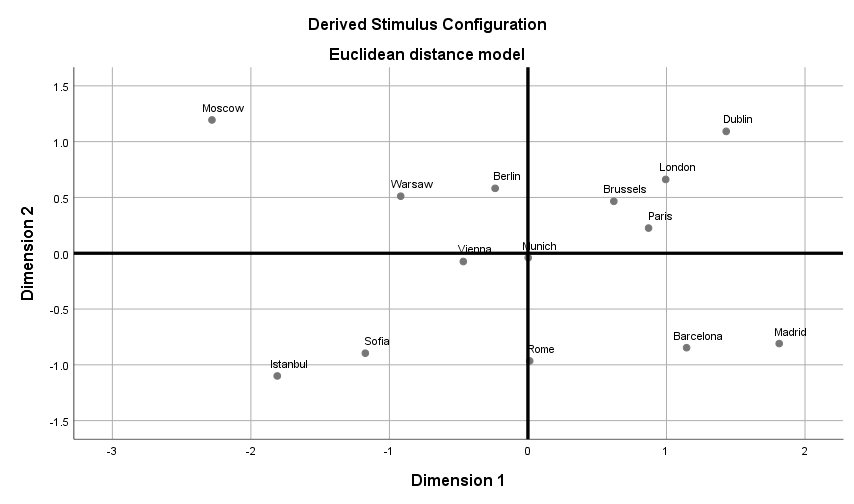 Derived Stimulus Configuration
Euclidean distance model
Dimension 2
1.5
1.0
0.5
0.0
-0.5
-1.0
-1.5
Moscow
Dublin
London
Berlin
Warsaw
Brussels
Paris
Munich
Vienna
Madrid
Barcelona
Sofia
Rome
Istanbul
-3 -2 -1 0 1 2
Dimension 1